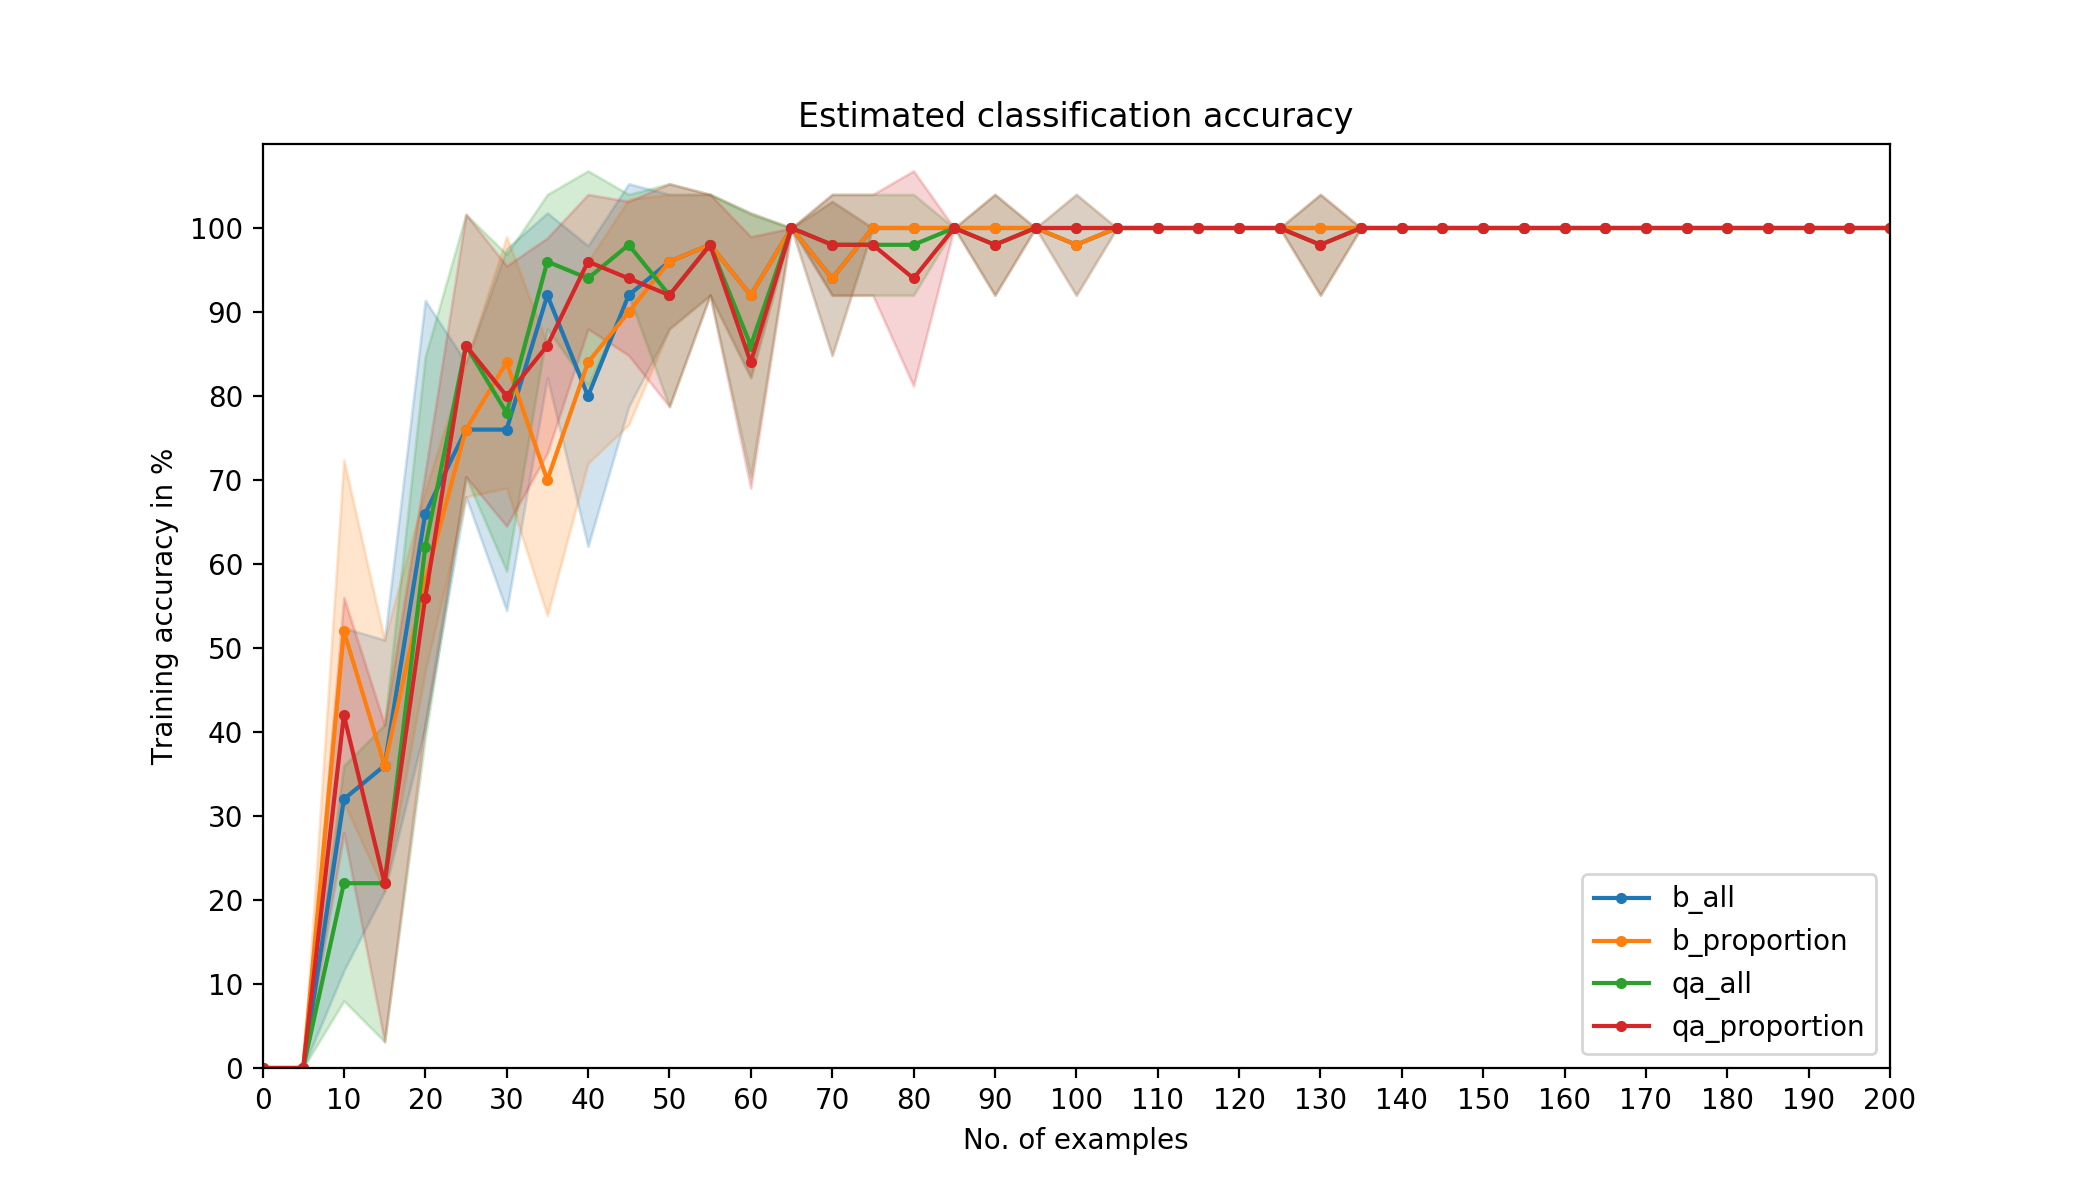 Estimated classification accuracy
Training accuracy in %
100
90
80
70
60
50
40
30
20
10
0
0 10 20 30 40 50 60 70 80 90 100 110 120 130 140 150 160 170 180 190 200
No. of examples
b_all
b_proportion
qa_all
qa_proportion